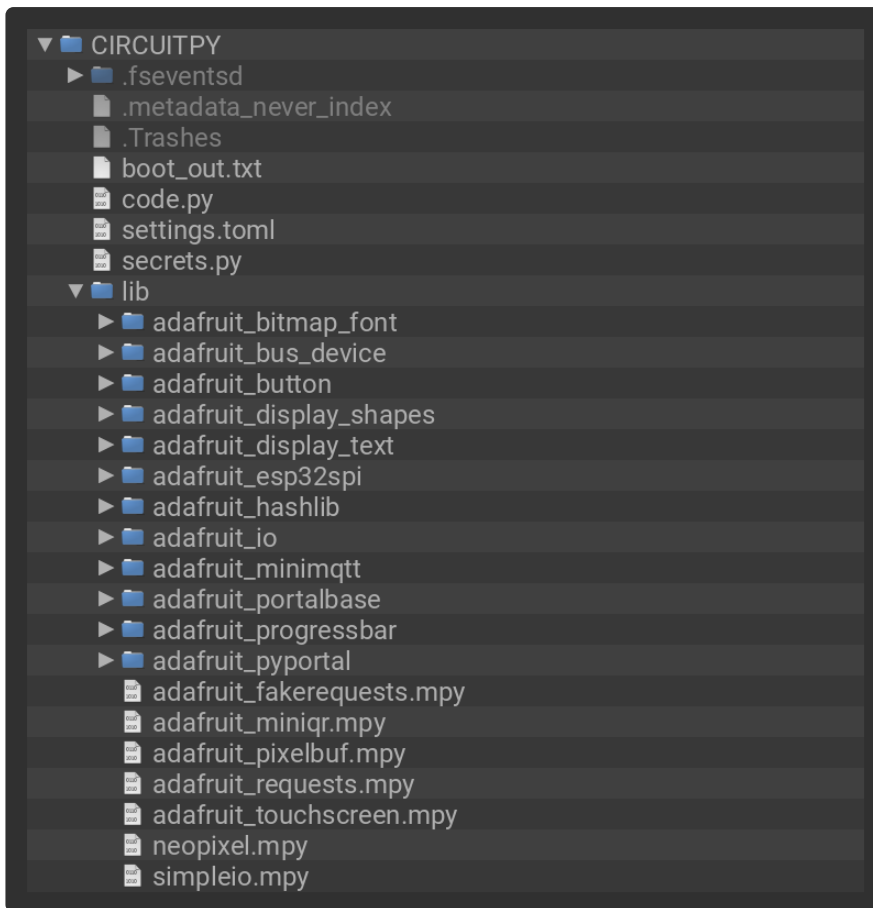 CIRCUITPY
.fseventsd
.metadata_never_index
.Trashes
boot_out.txt
code.py
settings.toml
secrets.py
lib
adafruit_bitmap_font
adafruit_bus_device
adafruit_button
adafruit_display_shapes
adafruit_display_text
adafruit_esp32spi
adafruit_hashlib
adafruit_io
adafruit_minimqtt
adafruit_portalbase
adafruit_progressbar
adafruit_pyportal
adafruit_fakerequests.mpy
adafruit_miniqr.mpy
adafruit_pixelbuf.mpy
adafruit_requests.mpy
adafruit_touchscreen.mpy
neopixel.mpy
simpleio.mpy